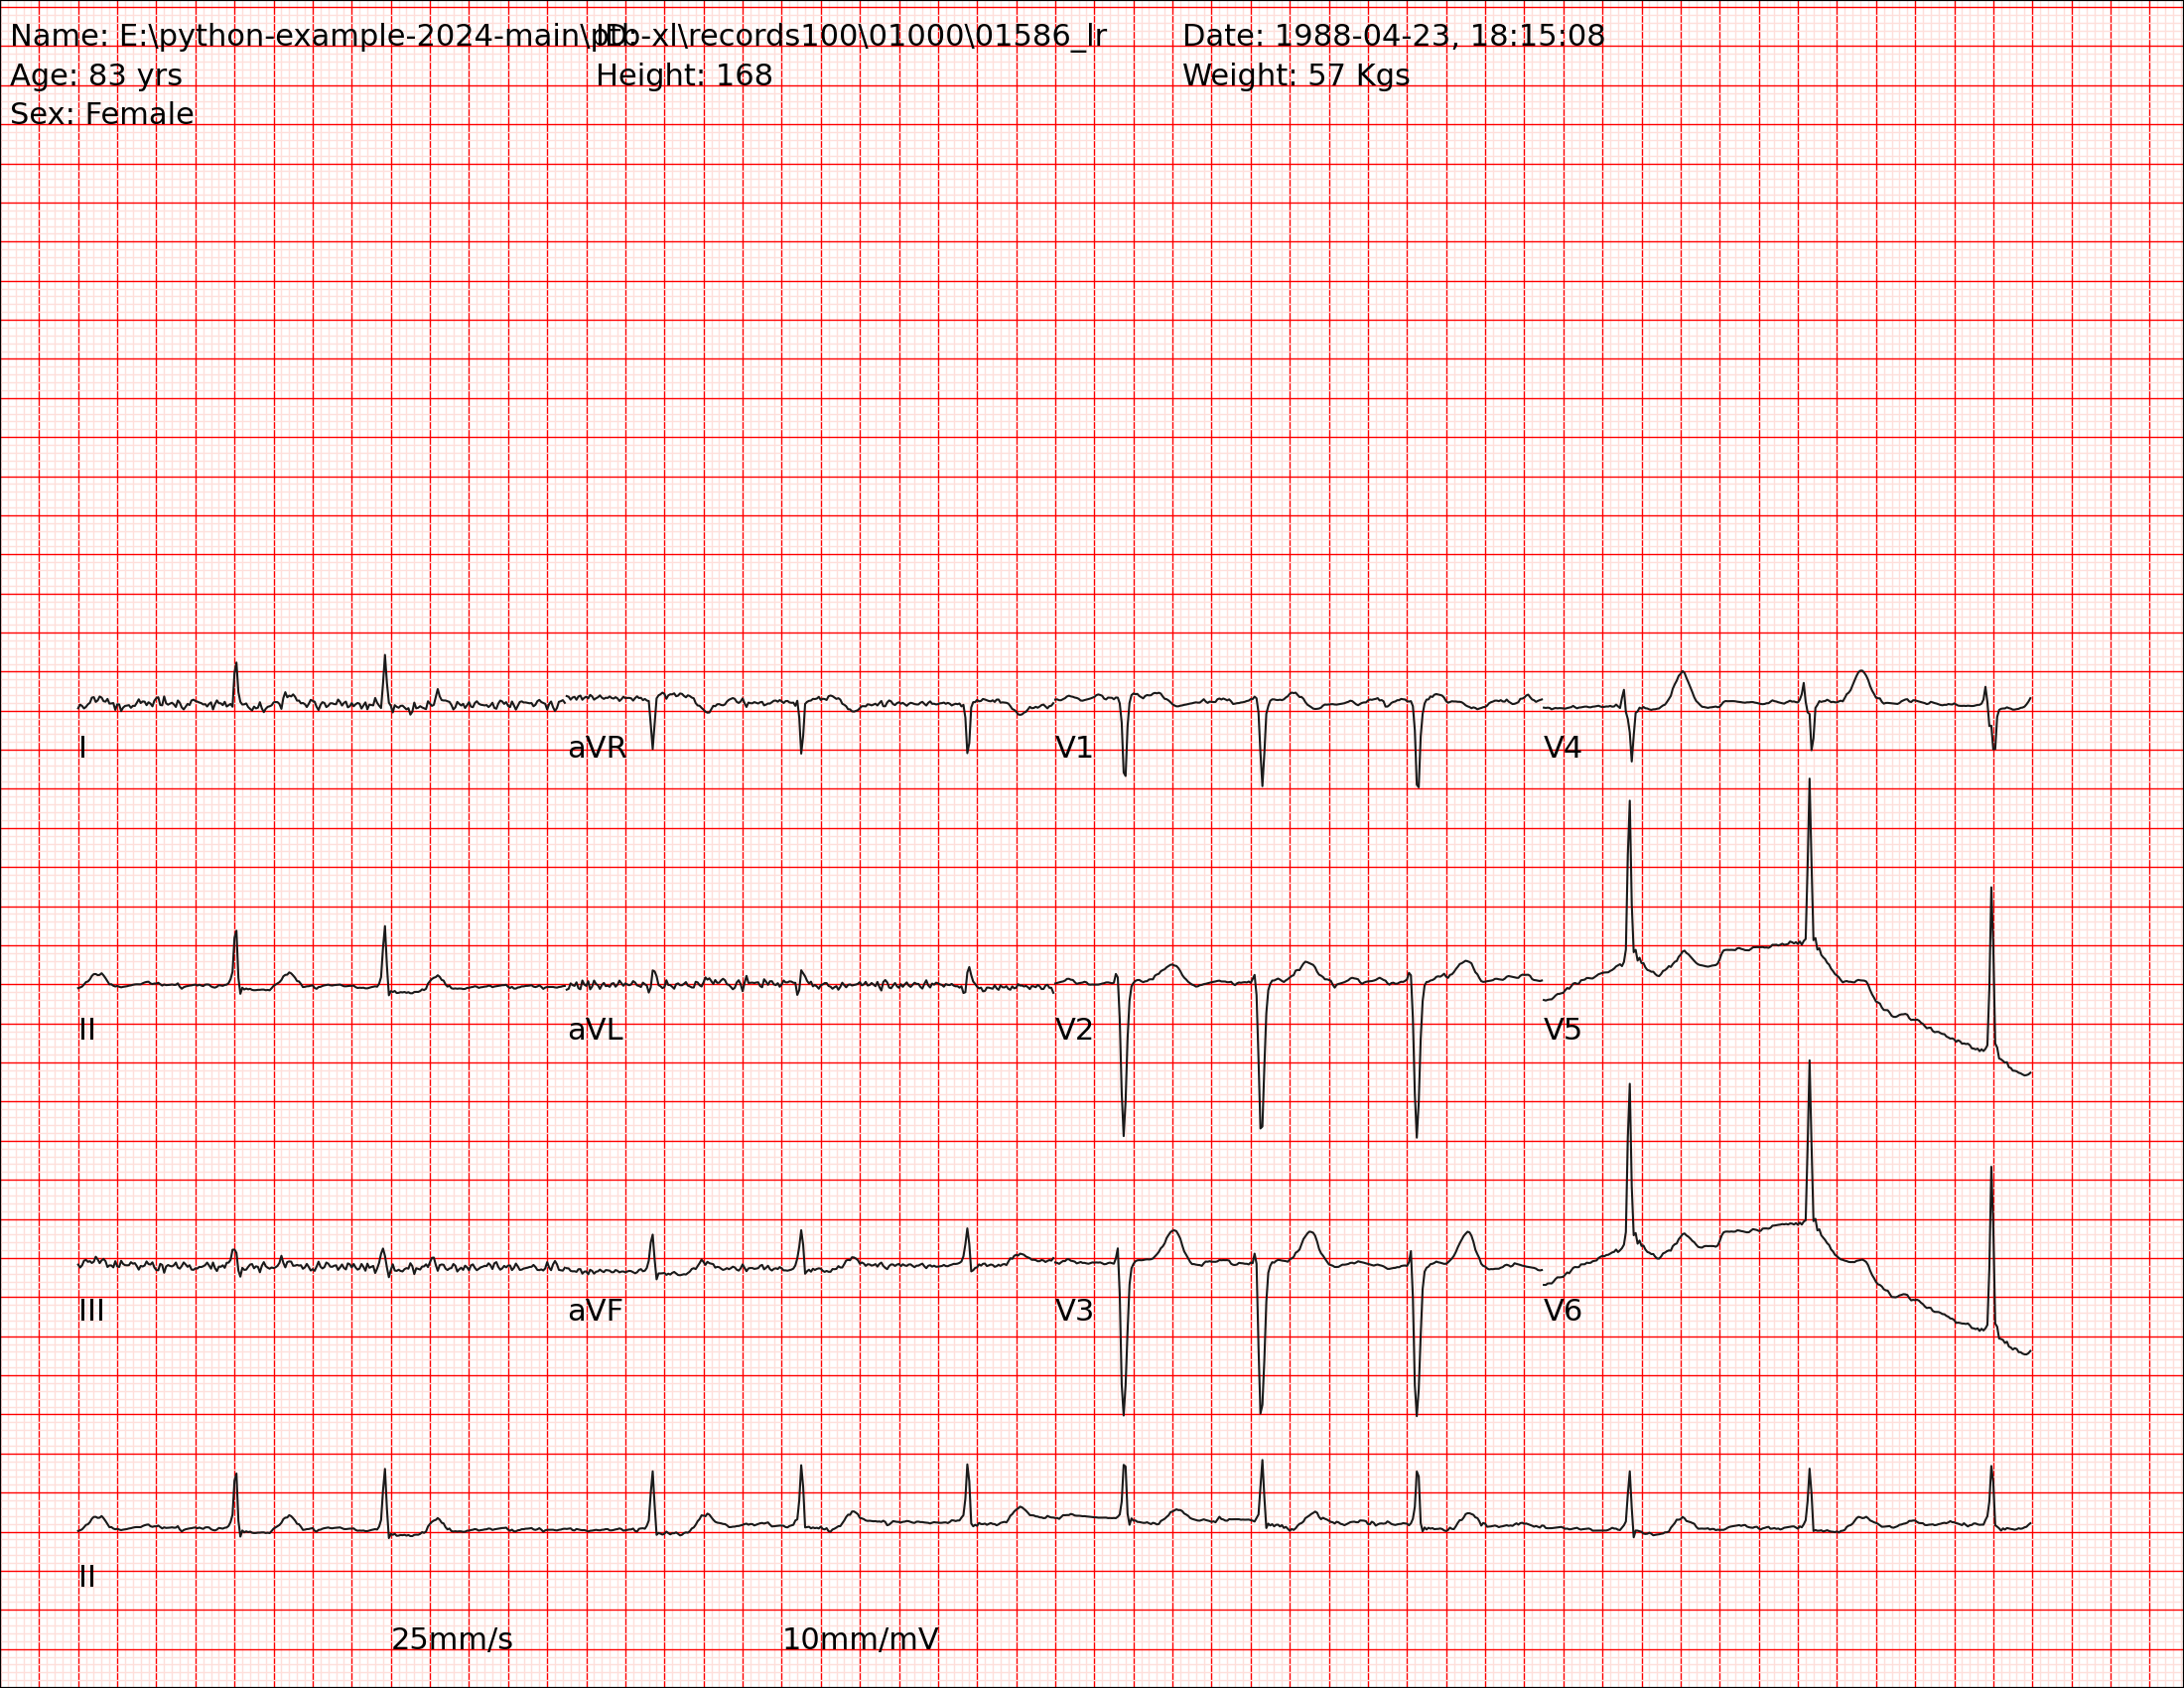 Name: E:\python-example-2024-main\ptb-xl\records100\01000\01586_lr ID: Date: 1988-04-23, 18:15:08
Age: 83 yrs Height: 168 Weight: 57 Kgs
Sex: Female
I aVR V1 V4
II aVL V2 V5
III aVF V3 V6
II
25mm/s 10mm/mV